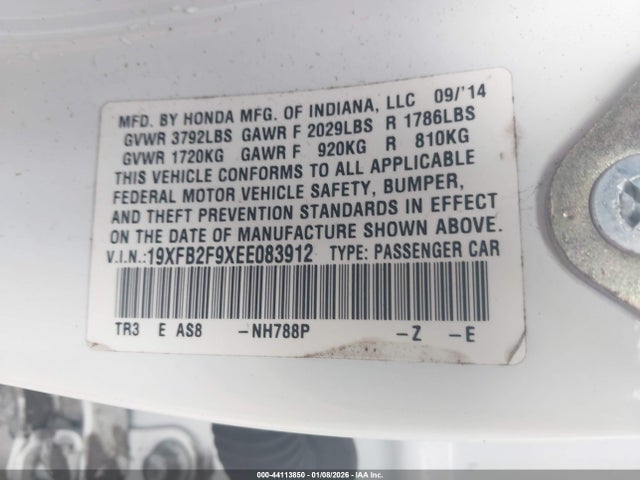 MFD. BY HONDA MFG. OF INDIANA, LLC 09/'14
GVWR 3792LBS GAWR F 2029LBS R 1786LBS
GVWR 1720KG GAWR F 920KG R 810KG
THIS VEHICLE CONFORMS TO ALL APPLICABLE
FEDERAL MOTOR VEHICLE SAFETY, BUMPER,
AND THEFT PREVENTION STANDARDS IN EFFECT
ON THE DATE OF MANUFACTURE SHOWN ABOVE.
V.I.N.:19XFB2F9XEE083912 TYPE: PASSENGER CAR
TR3 E AS8 -NH788P -Z -E
000-44113850 - 01/08/2026 - IAA Inc.